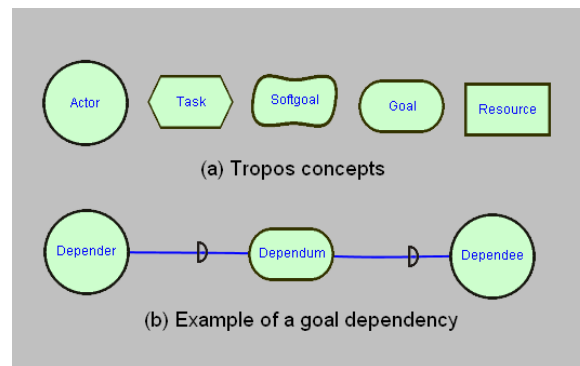 Actor
Task
Softgoal
Goal
Resource
(a) Tropos concepts
Depender
Dependum
Dependee
(b) Example of a goal dependency